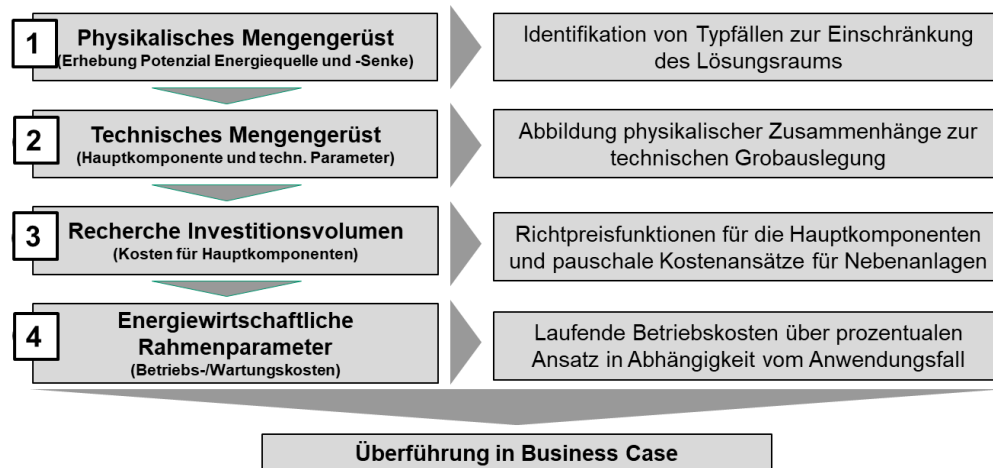 1
Physikalisches Mengengerüst
(Erhebung Potenzial Energiequelle und -Senke)
Identifikation von Typfällen zur Einschränkung
des Lösungsraums
2
Technisches Mengengerüst
(Hauptkomponente und techn. Parameter)
Abbildung physikalischer Zusammenhänge zur
technischen Grobauslegung
3
Recherche Investitionsvolumen
(Kosten für Hauptkomponenten)
Richtpreisfunktionen für die Hauptkomponenten
und pauschale Kostenansätze für Nebenanlagen
4
Energiewirtschaftliche
Rahmenparameter
(Betriebs-/Wartungskosten)
Laufende Betriebskosten über prozentualen
Ansatz in Abhängigkeit vom Anwendungsfall
Überführung in Business Case